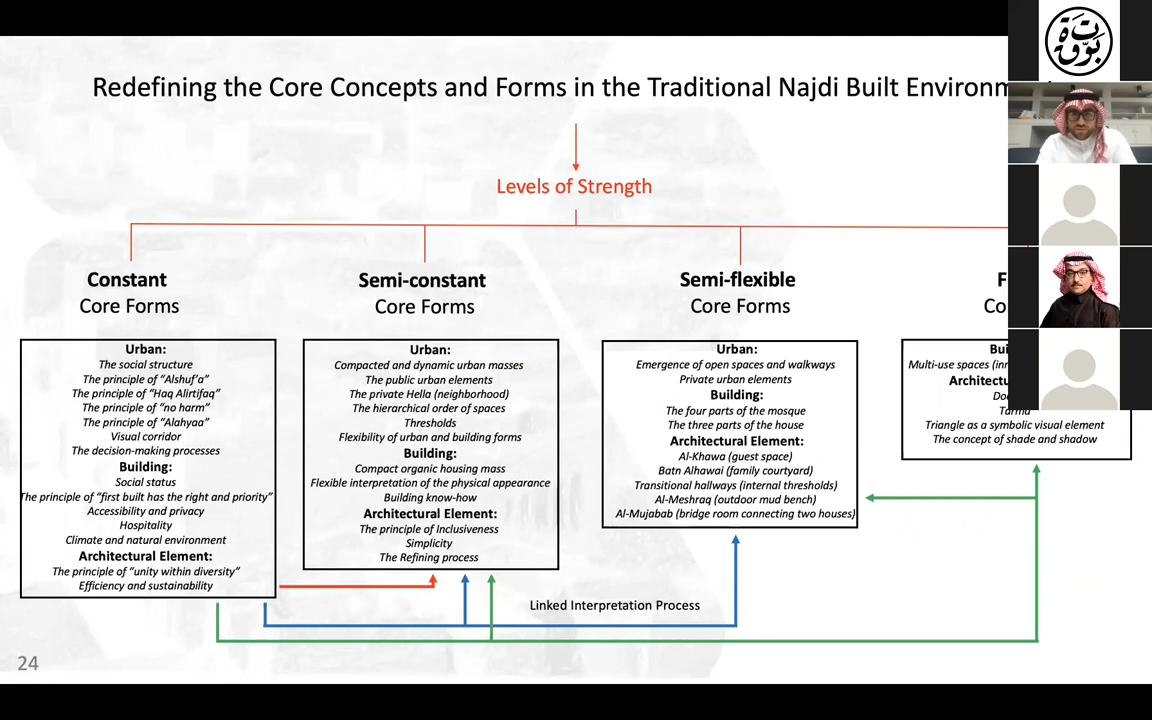 Redefining the Core Concepts and Forms in the Traditional Najdi Built
Levels of Strength
Constant
Core Forms
Urban:
The social structure
The principle of “Alshuf’a”
The principle of “Haq Alirtifaq”
The principle of “no harm”
The principle of “Alahyaa”
Visual corridor
The decision-making processes
Building:
Social status
The principle of “first built has the right and priority”
Accessibility and privacy
Hospitality
Climate and natural environment
Architectural Element:
The principle of “unity within diversity”
Efficiency and sustainability
Semi-constant
Core Forms
Urban:
Compacted and dynamic urban masses
The public urban elements
The private Hella (neighborhood)
The hierarchical order of spaces
Thresholds
Flexibility of urban and building forms
Building:
Compact organic housing mass
Flexible interpretation of the physical appearance
Building know-how
Architectural Element:
The principle of Inclusiveness
Simplicity
The Refining process
Semi-flexible
Core Forms
Urban:
Emergence of open spaces and walkways
Private urban elements
Building:
The four parts of the mosque
The three parts of the house
Architectural Element:
Al-Khawa (guest space)
Batn Alhawai (family courtyard)
Transitional hallways (internal thresholds)
Al-Meshraq (outdoor mud bench)
Al-Mujabab (bridge room connecting two houses)
Multi-use spaces
Triangle as a symbolic visual element
The concept of shade and shadow
Linked Interpretation Process
24